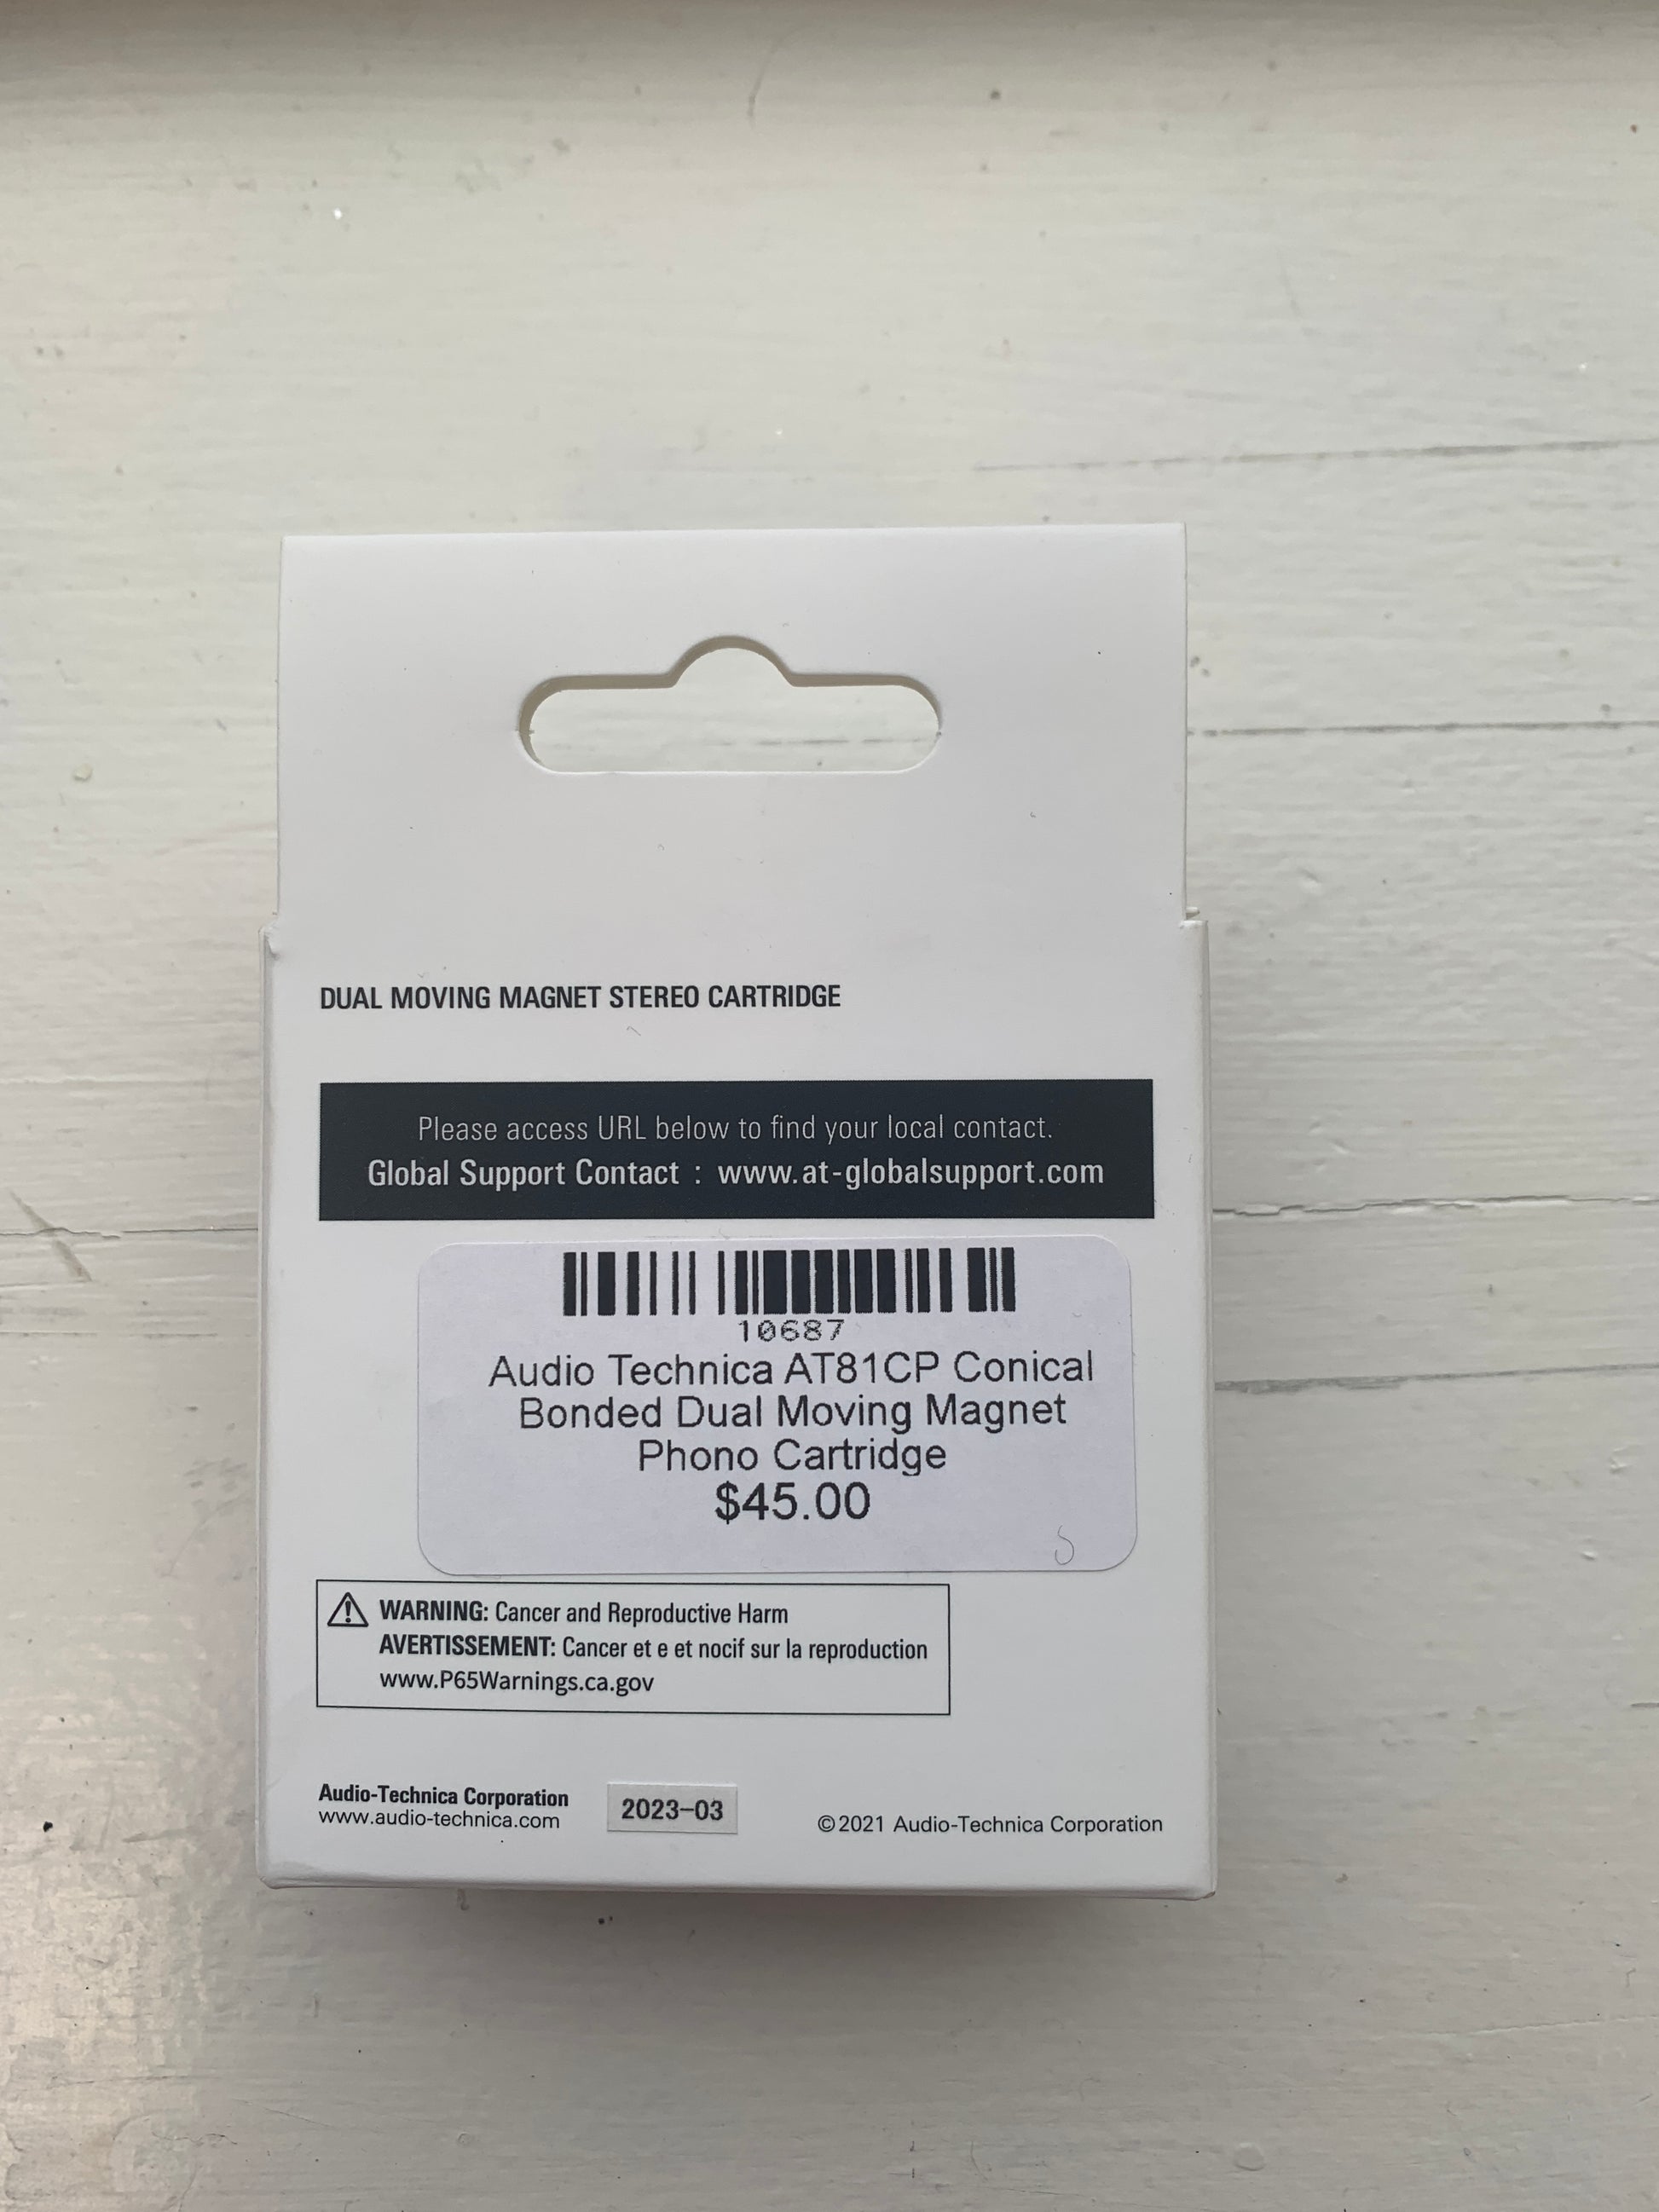 DUAL MOVING MAGNET STEREO CARTRIDGE
Please access URL below to find your local contact.
Global Support Contact : www.at-globalsupport.com
10687
Audio Technica AT81CP Conical
Bonded Dual Moving Magnet
Phono Cartridge
$45.00
WARNING: Cancer and Reproductive Harm
AVERTISSEMENT: Cancer et e et nocif sur la reproduction
www.P65Warnings.ca.gov
Audio-Technica Corporation
www.audio-technica.com
2023-03
©2021 Audio-Technica Corporation